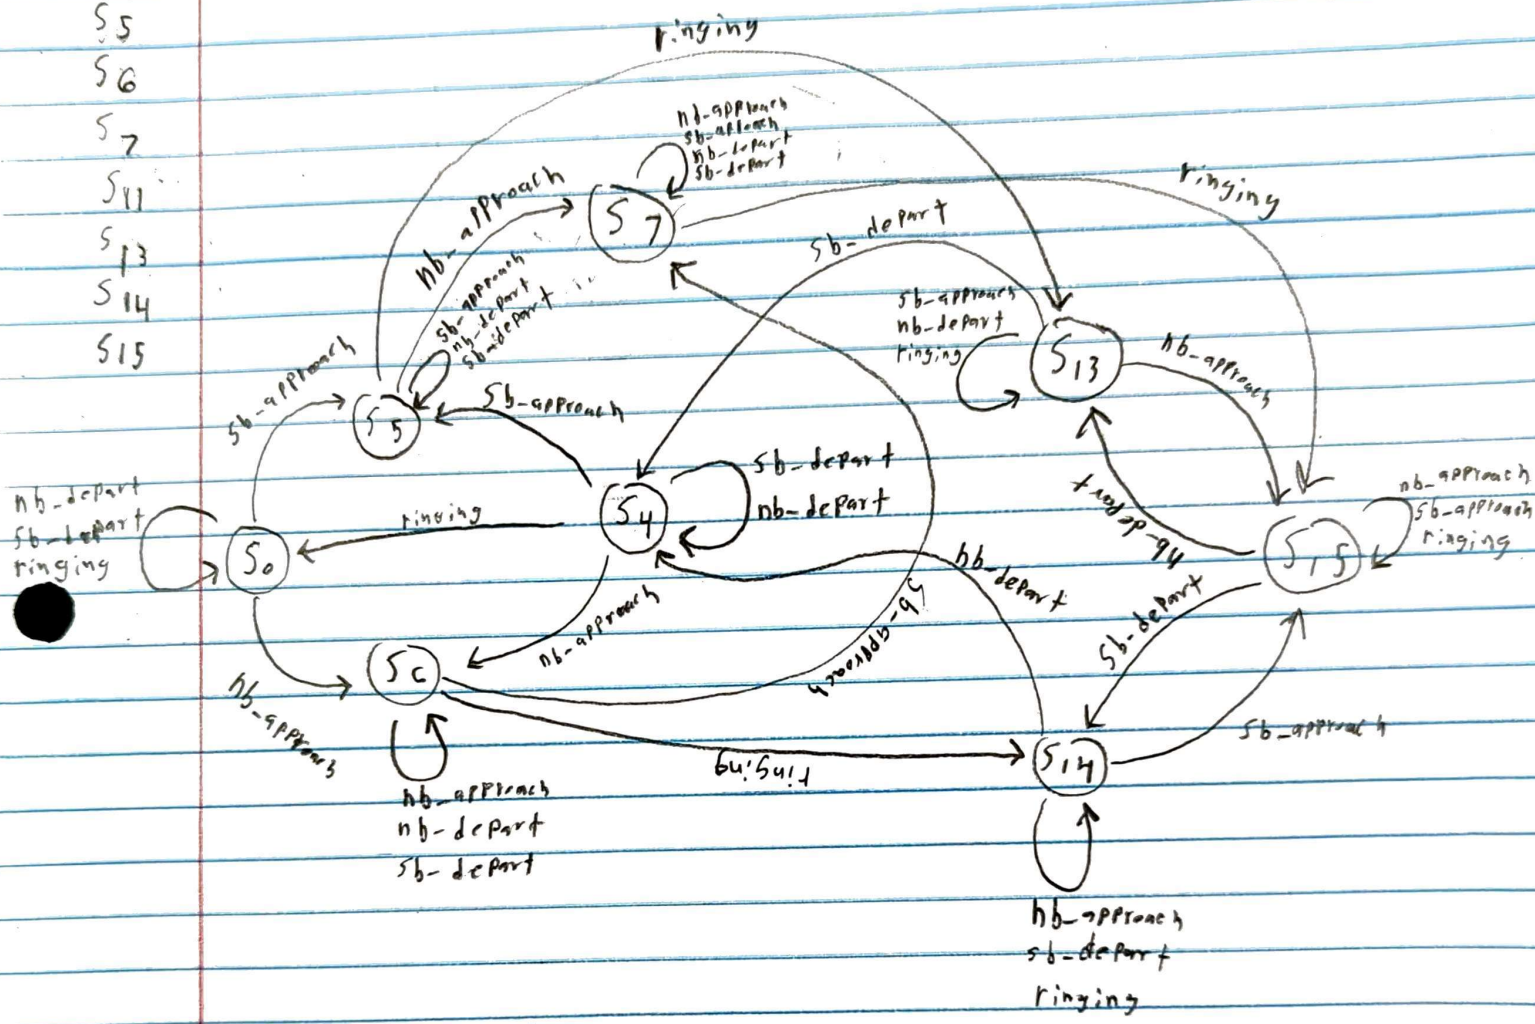 S5
S6
S7
S11
S13
S14
S15
ringing
nb-approach
sb-aproach
nb-depart
sb-depart
nb-approach
S7
ringing
sb-depart
sb-approach
nb-depart
sb-depart
sb-approach
nb-depart
ringing
S13
nb-approach
sb-approach
S5
sb-approach
sb-depart
nb-depart
nb-depart
nb-approach
sb-approach
ringing
nb-depart
sb-depart
ringing
S0
ringing
S4
S15
nb-depart
sb-depart
nb-approach
sb-approach
S6
nb-approach
ringing
S14
sb-approach
nb-approach
nb-depart
sb-depart
nb-approach
sb-depart
ringing